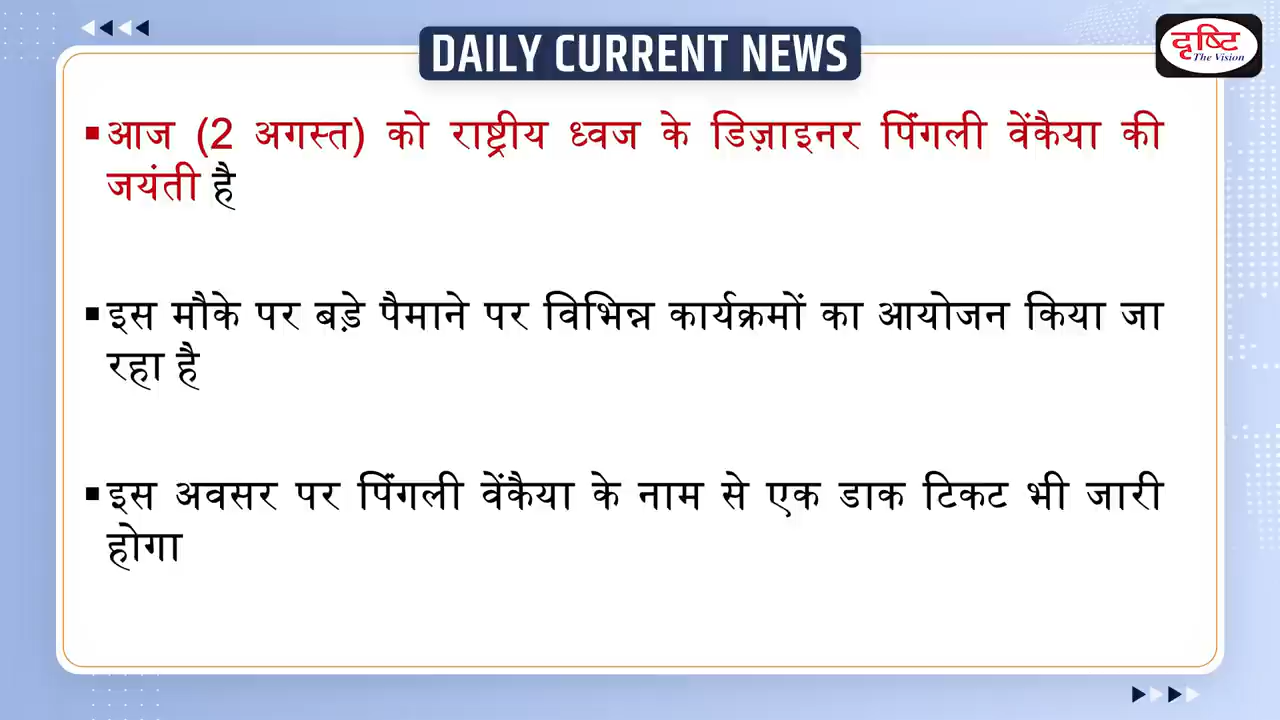 DAILY CURRENT NEWS
दृष्टि
The Vision
▪आज (2 अगस्त) को राष्ट्रीय ध्वज के डिज़ाइनर पिंगली वेंकैया की
जयंती है
▪इस मौके पर बड़े पैमाने पर विभिन्न कार्यक्रमों का आयोजन किया जा
रहा है
▪इस अवसर पर पिंगली वेंकैया के नाम से एक डाक टिकट भी जारी
होगा